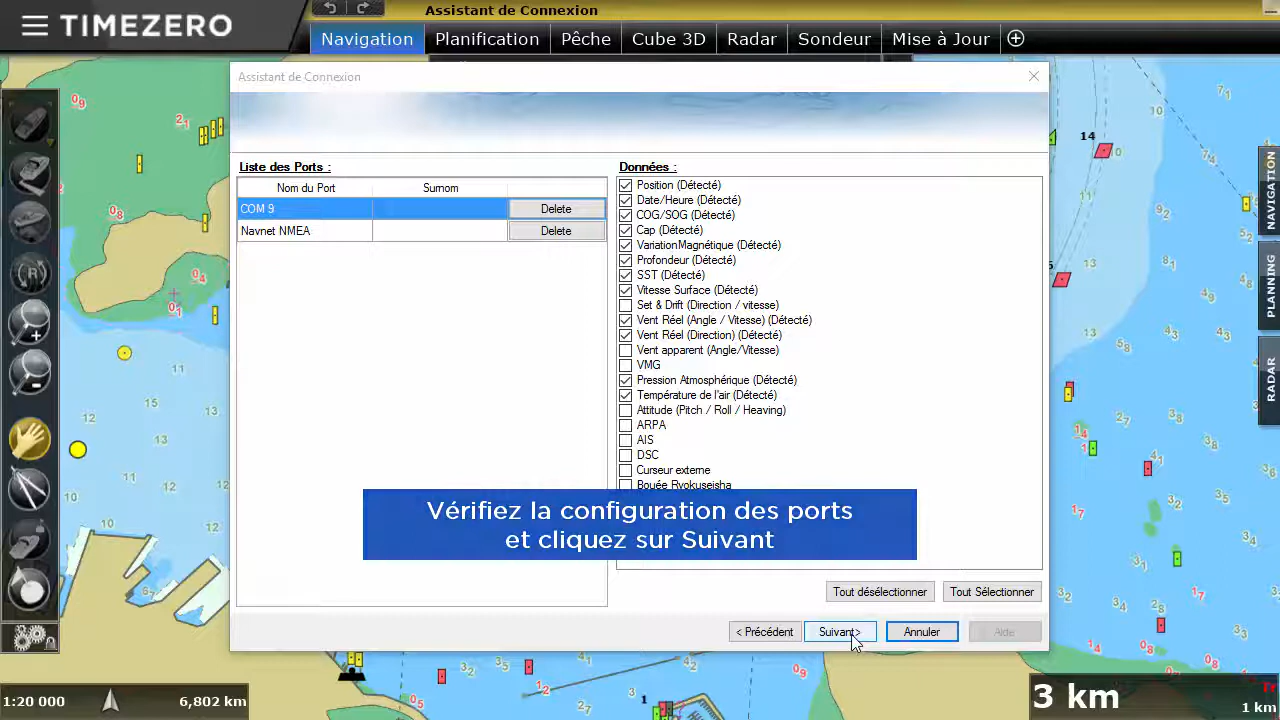 TIMEZERO
Assistant de Connexion
Navigation
Planification
Pêche
Cube 3D
Radar
Sondeur
Mise à Jour
Assistant de Connexion
Liste des Ports :
Nom du Port
Surnom
COM 9
Delete
Navnet NMEA
Delete
Données :
Position (Détecté)
Date/Heure (Détecté)
COG/SOG (Détecté)
Cap (Détecté)
VariationMagnétique (Détecté)
Profondeur (Détecté)
SST (Détecté)
Vitesse Surface (Détecté)
Set & Drift (Direction / vitesse)
Vent Réel (Angle / Vitesse) (Détecté)
Vent Réel (Direction) (Détecté)
Vent apparent (Angle/Vitesse)
VMG
Pression Atmosphérique (Détecté)
Température de l'air (Détecté)
Attitude (Pitch / Roll / Heaving)
ARPA
AIS
DSC
Curseur externe
Bouée Ryokuseisha
Vérifiez la configuration des ports
et cliquez sur Suivant
Tout désélectionner
Tout Sélectionner
< Précédent
Suivant>
Annuler
Aide
NAVIGATION
PLANNING
RADAR
1:20 000
6,802 km
3 km
1 km